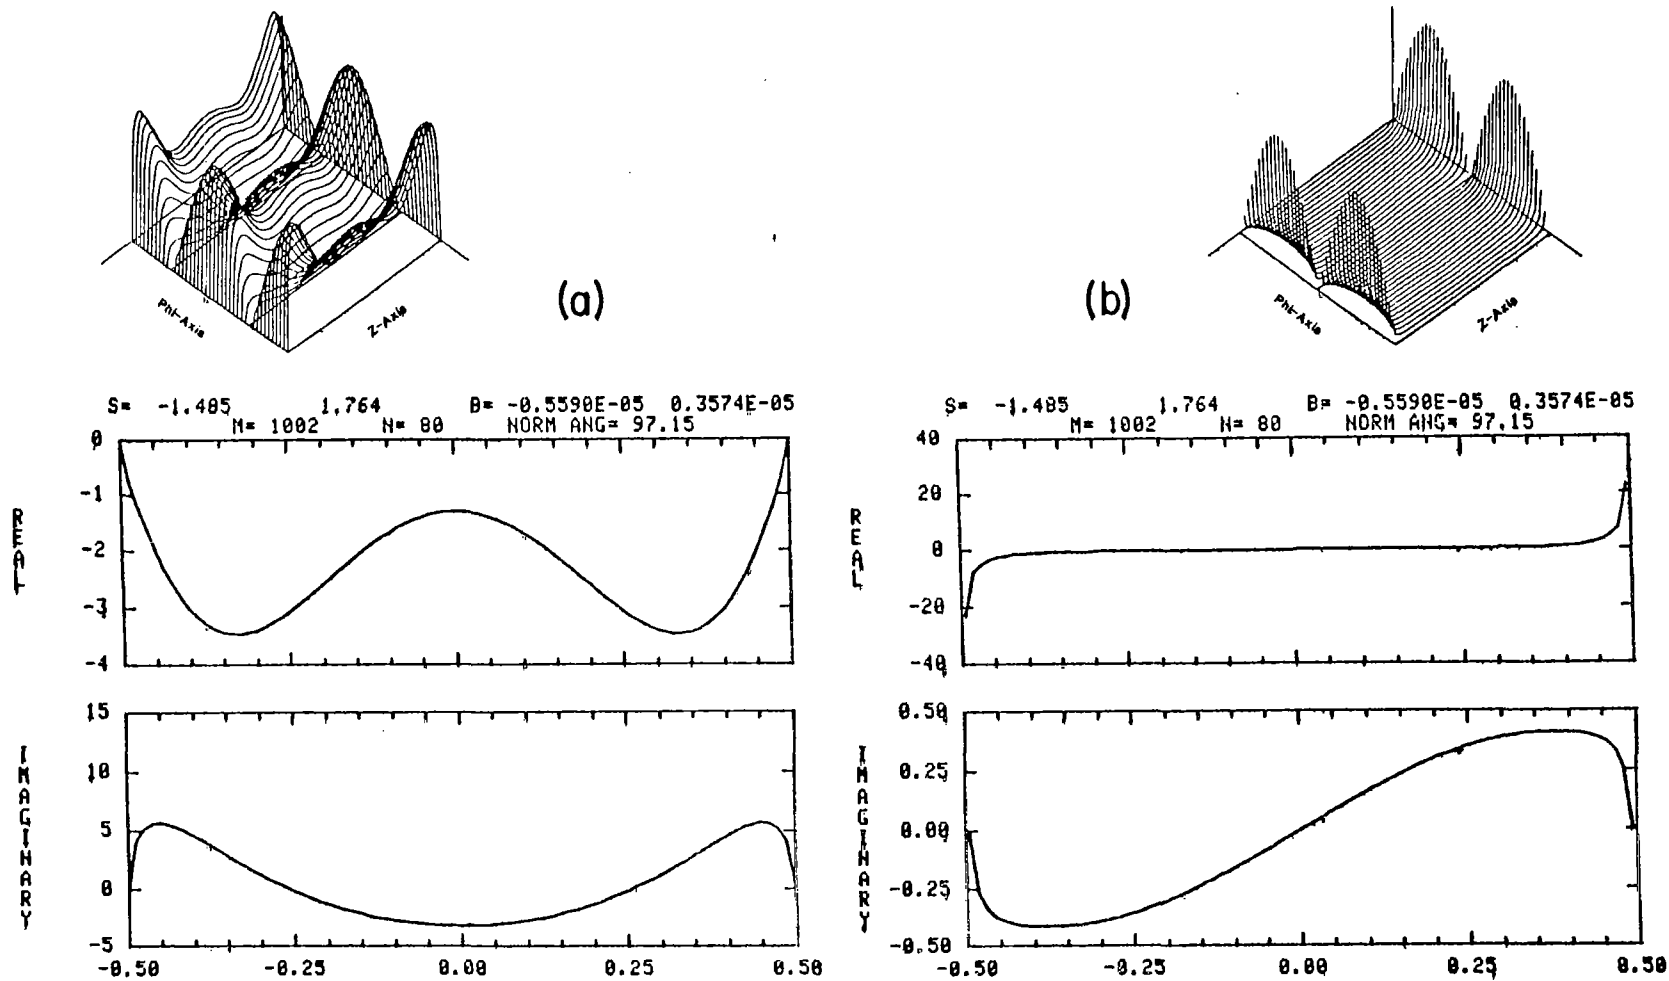 Phi-Axis
Z-Axis
(a)
(b)
Phi-Axis
Z-Axis
S= -1.485 1.764 B= -0.5590E-05 0.3574E-05
M= 1002 N= 80 NORM ANG= 97.15
0
-1
-2
-3
-4
REAL
15
10
5
0
-5
IMAGINARY
-0.50 -0.25 0.00 0.25 0.50
S= -1.485 1.764 B= -0.5590E-05 0.3574E-05
M= 1002 N= 80 NORM ANG= 97.15
40
20
0
-20
-40
REAL
0.50
0.25
0.00
-0.25
-0.50
IMAGINARY
-0.50 -0.25 0.00 0.25 0.50